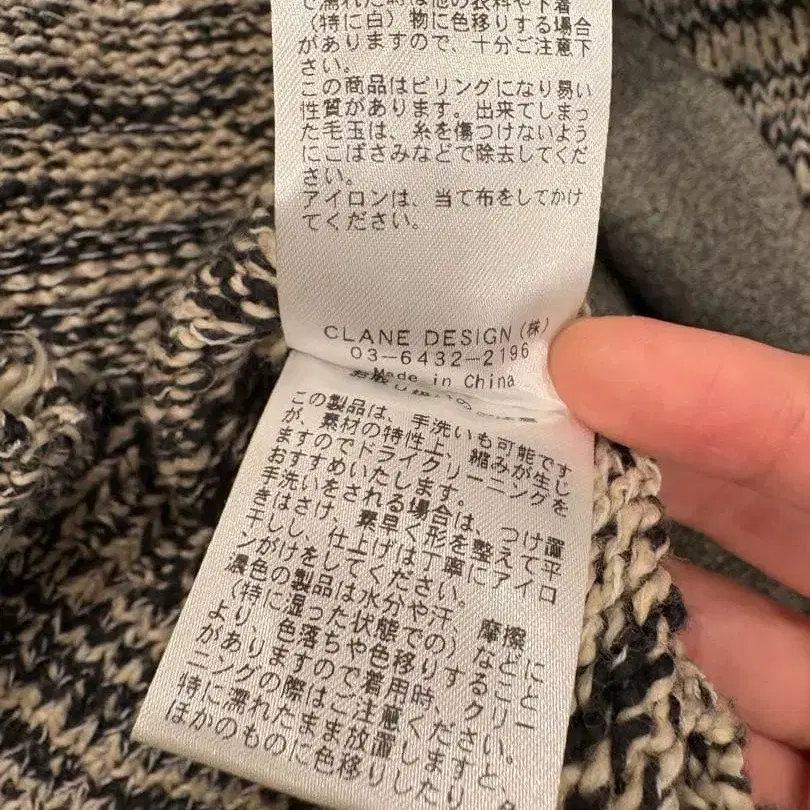 で濡れた時は他の衣料や下着
（特に白）物に色移りする場合
がありますので、十分ご注意下
さい。
この商品はピリングになり易い
性質があります。出来てしまっ
た毛玉は、糸を傷つけないよう
にこばさみなどで除去してくだ
さい。
アイロンは、当て布をしてかけ
てください。
CLANE DESIGN（株）
03-6432-2196
Made in China
この製品は、手洗いも可能です
が、素材の特性上、縮みが生じ
ますのでドライクリーニングを
おすすめいたします。
手洗いをされる場合は、つけ置
きはさけ、素早く形を整えて平
干しし、仕上げは丁寧にアイロ
ンがけをしてください。
濃色の製品は水分や汗、摩擦
（特に湿った状態での）などに
より、色落ちや色移りすること
がありますので着用時、クリー
ニングの際はご注意ください。
特に濡れたまま放置しますと、
ほかのものに色移りしたり